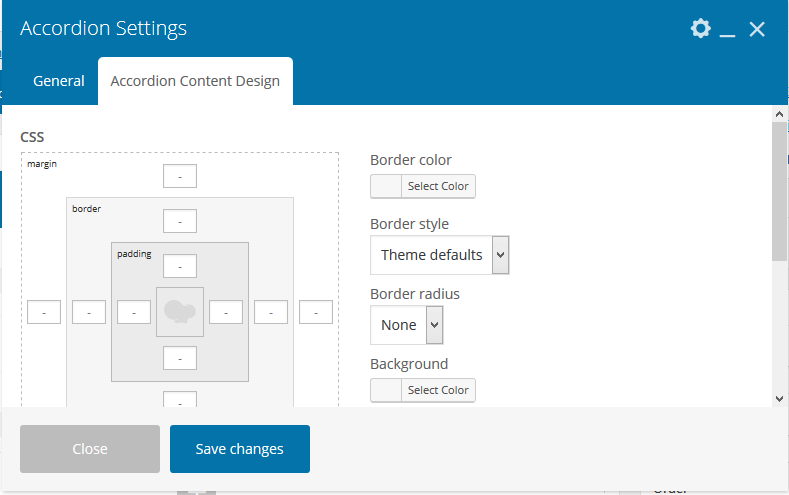 Accordion Settings
General
Accordion Content Design
CSS
margin
-
border
-
padding
-
- - - - - -
-
-
Border color
Select Color
Border style
Theme defaults
Border radius
None
Background
Select Color
Close
Save changes